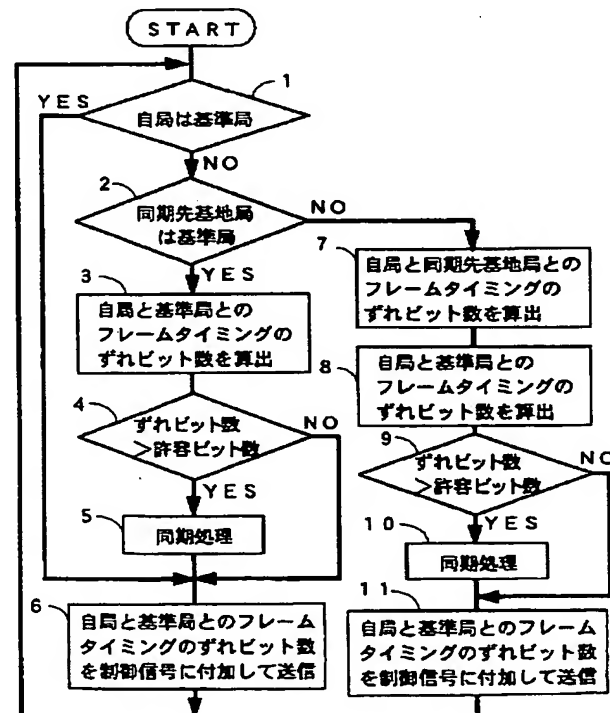 START
1
YES
自局は基準局
NO
2
同期先基地局
は基準局
NO
YES
3
自局と基準局との
フレームタイミングの
ずれビット数を算出
4
ずれビット数
>許容ビット数
NO
YES
5
同期処理
6
自局と基準局とのフレーム
タイミングのずれビット数
を制御信号に付加して送信
7
自局と同期先基地局との
フレームタイミングの
ずれビット数を算出
8
自局と基準局との
フレームタイミングの
ずれビット数を算出
9
ずれビット数
>許容ビット数
NO
YES
10
同期処理
11
自局と基準局とのフレーム
タイミングのずれビット数
を制御信号に付加して送信